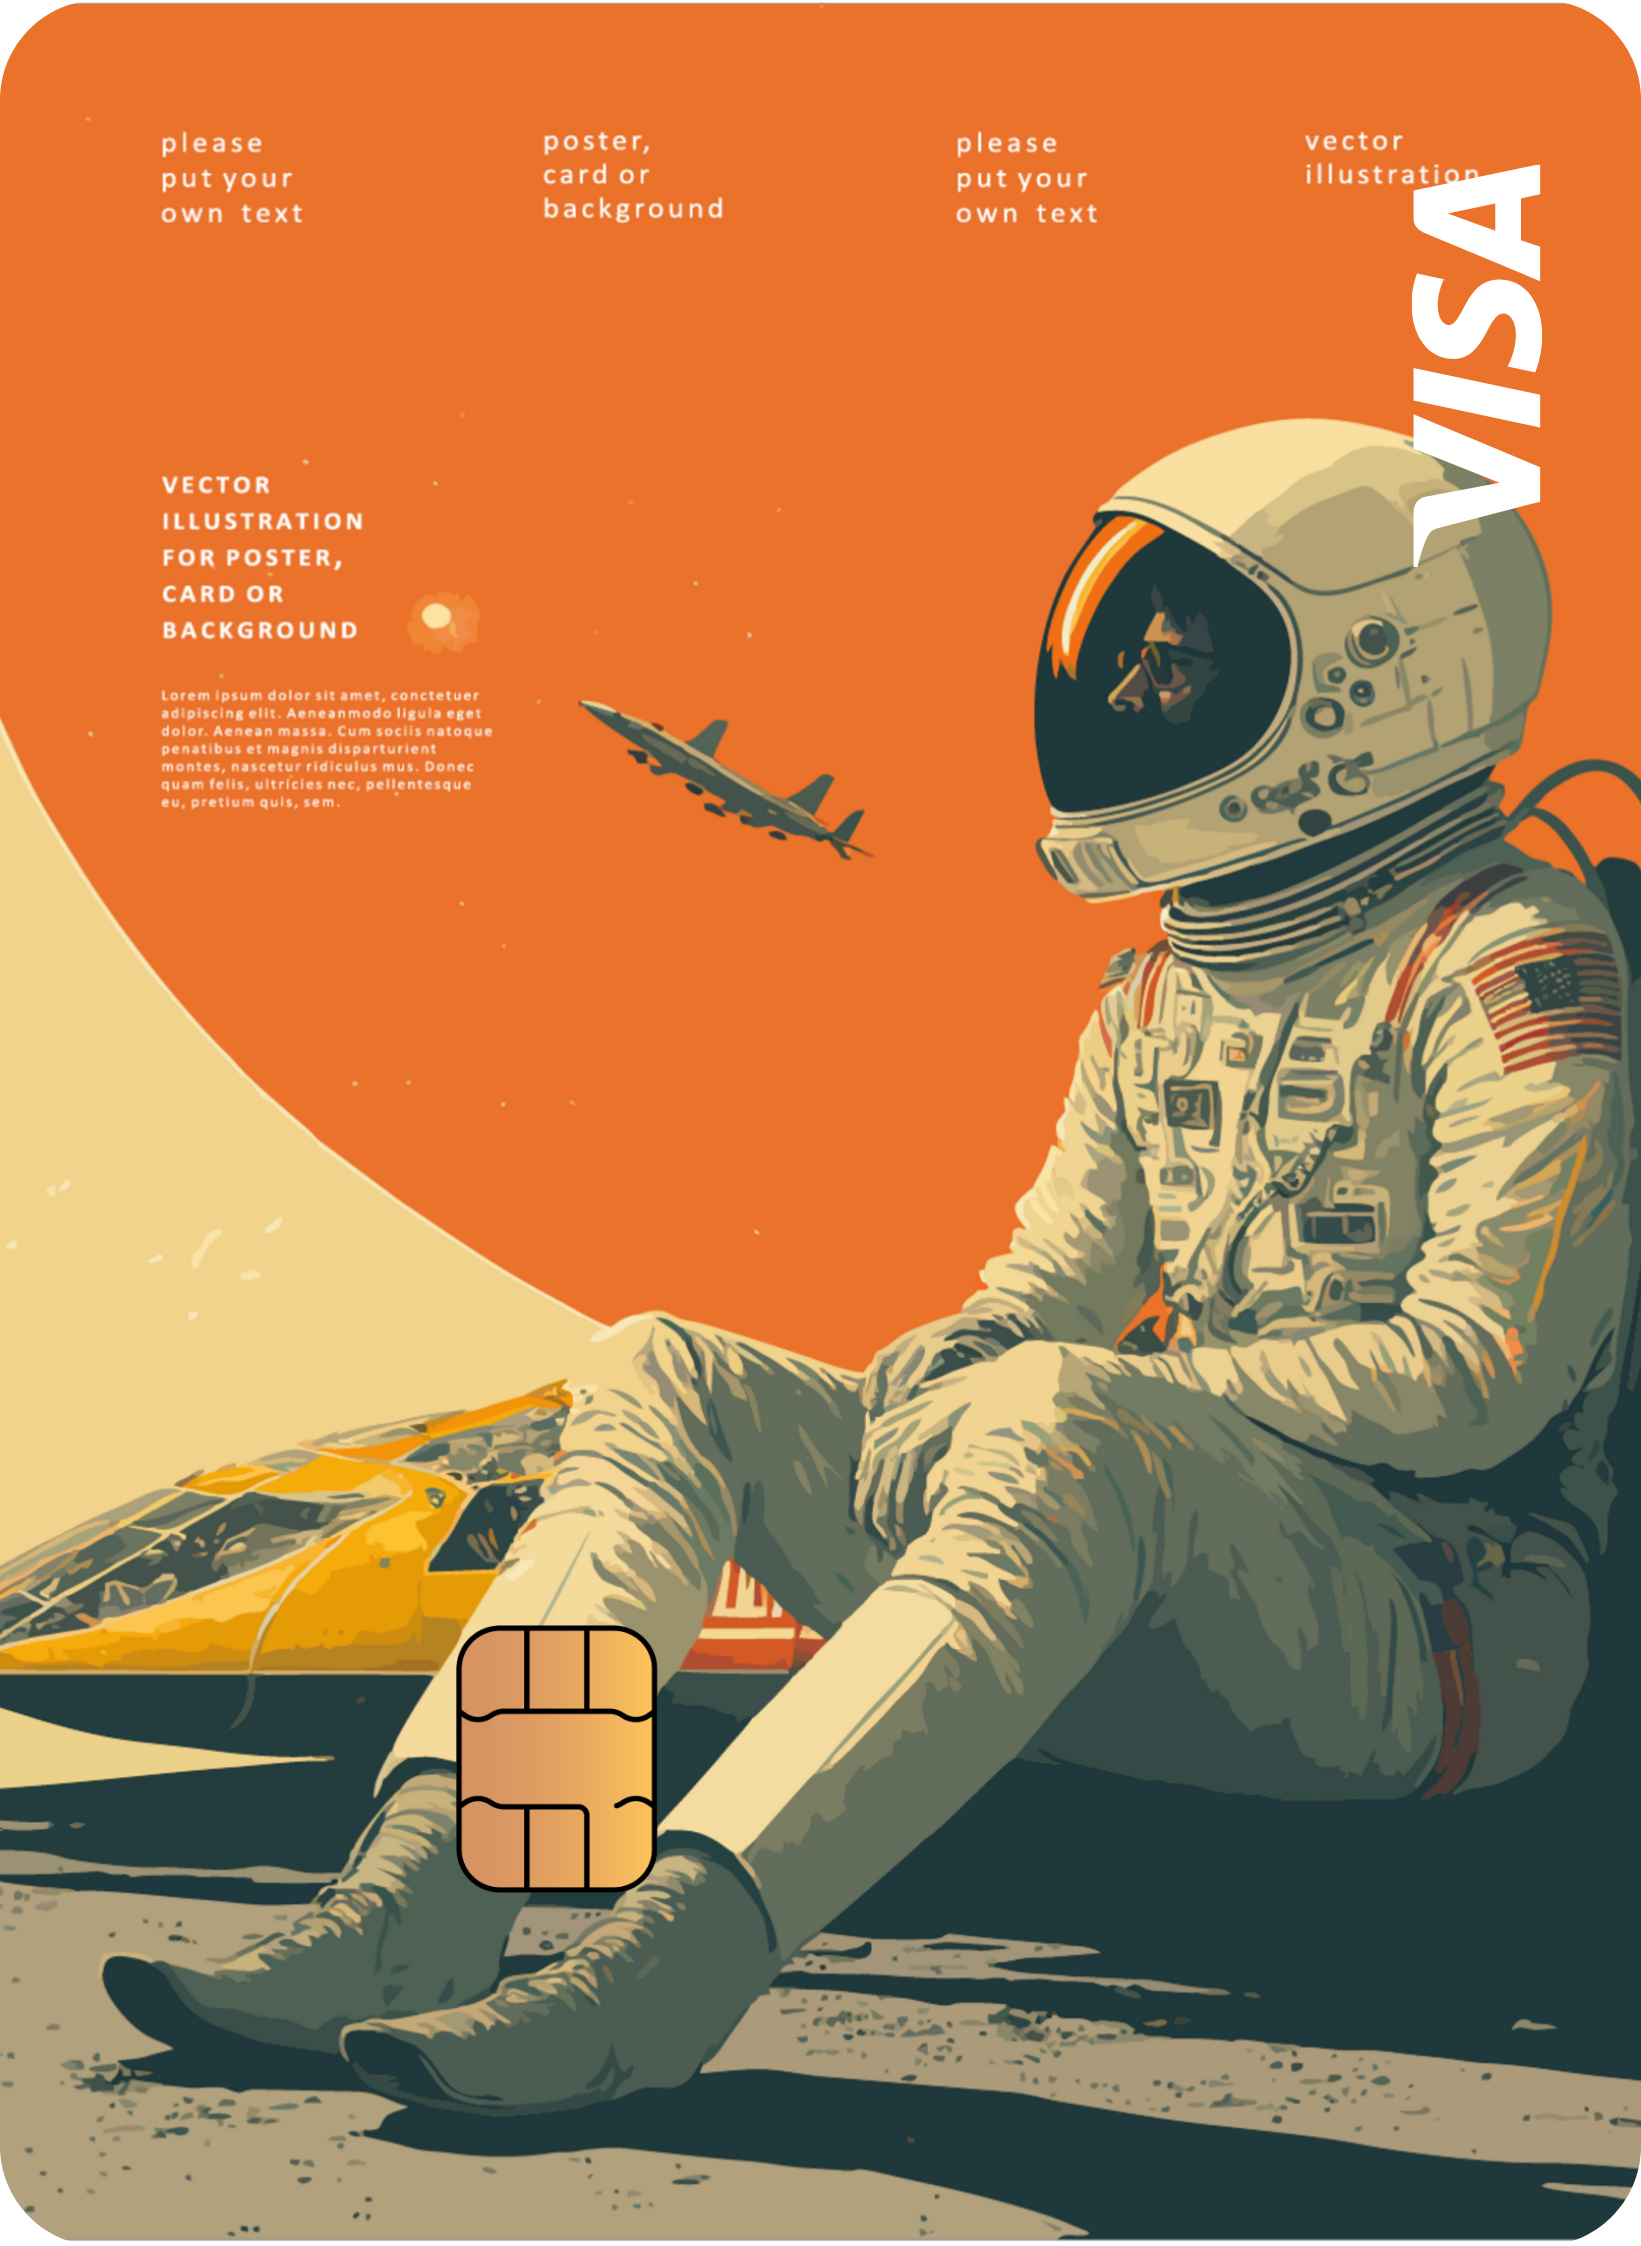 please
put your
own text
poster,
card or
background
please
put your
own text
vector
illustration
VISA
VECTOR
ILLUSTRATION
FOR POSTER,
CARD OR
BACKGROUND
Lorem ipsum dolor sit amet, conctetuer
adipiscing elit. Aeneanmodo ligula eget
dolor. Aenean massa. Cum sociis natoque
penatibus et magnis disparturient
montes, nascetur ridiculus mus. Donec
quam felis, ultricies nec, pellentesque
eu, pretium quis, sem.